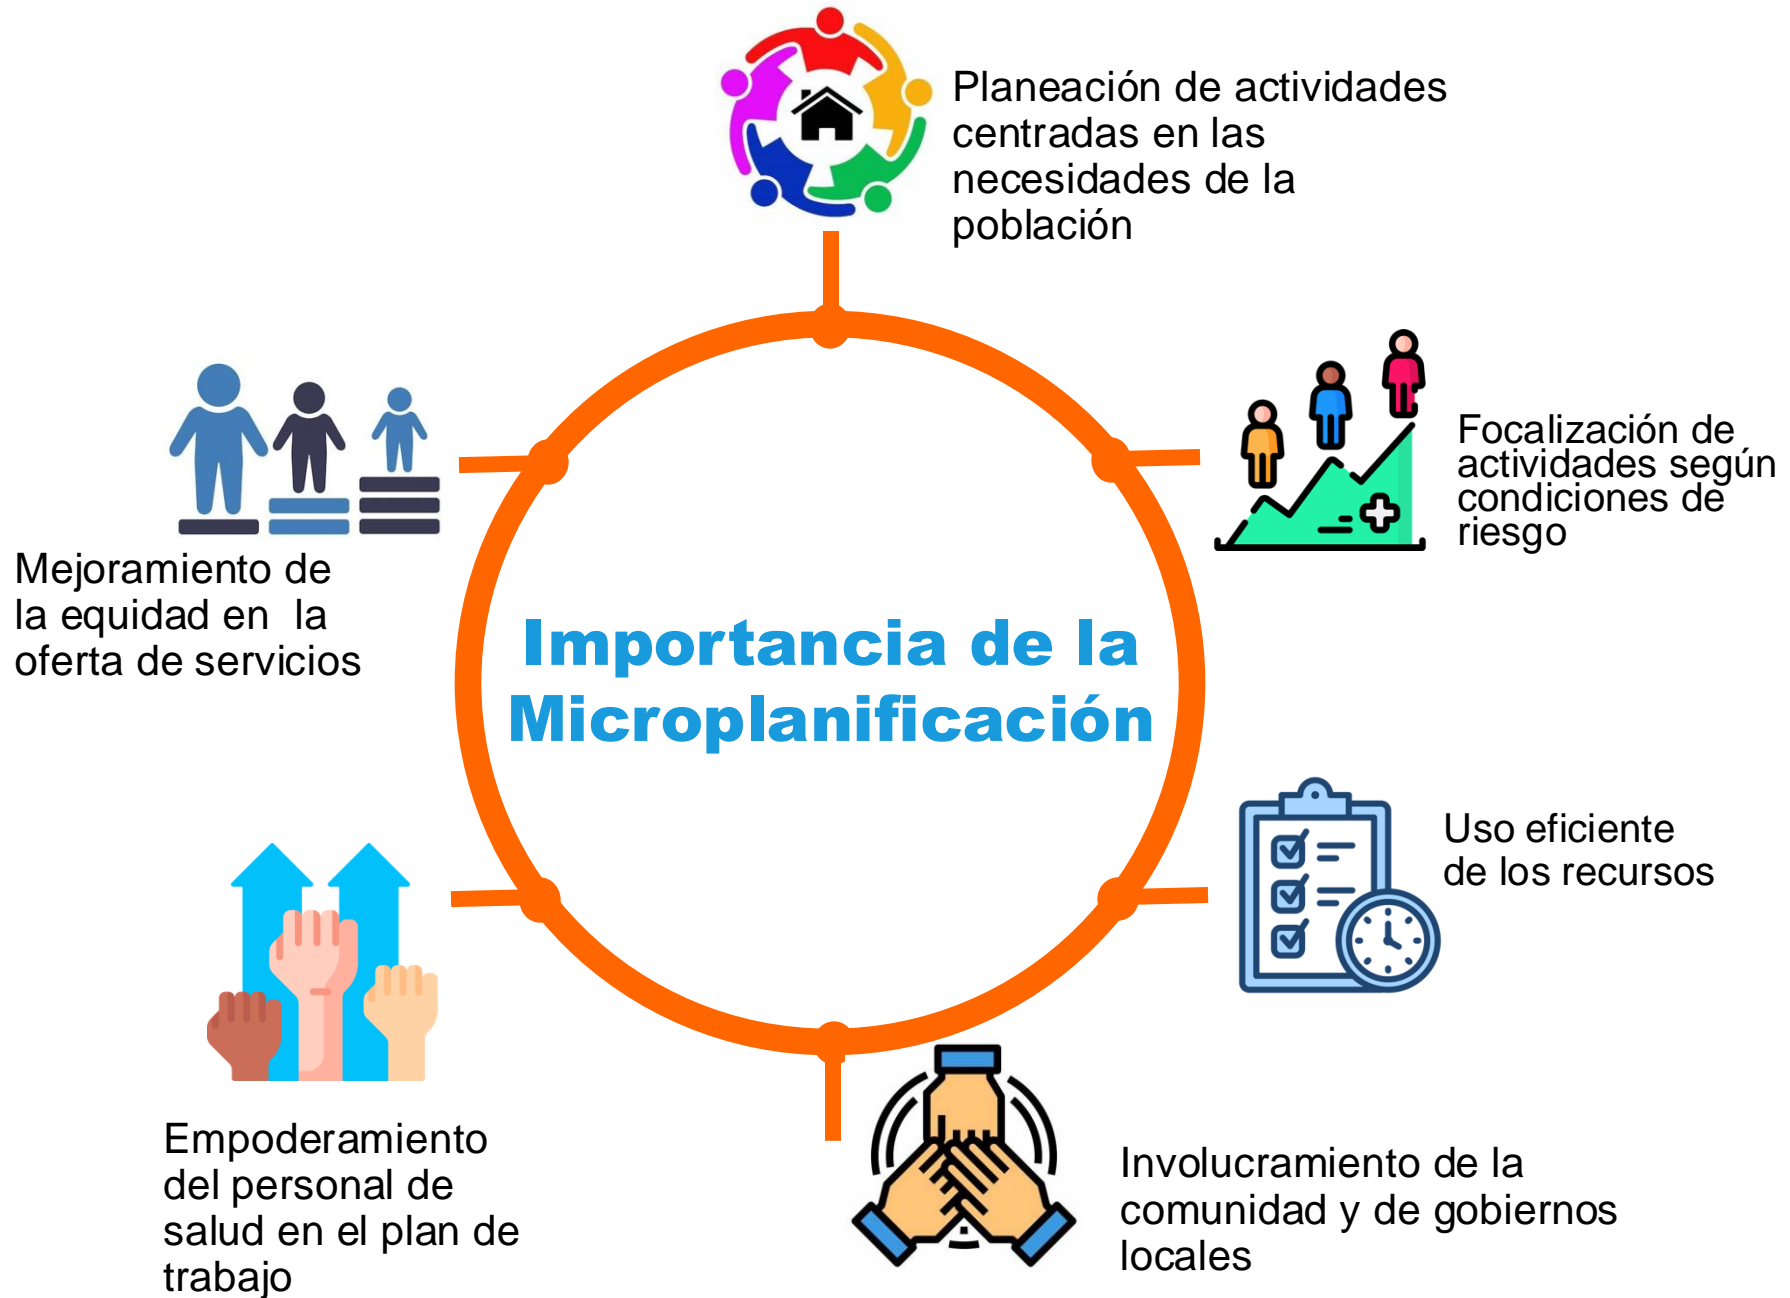 Planeación de actividades
centradas en las
necesidades de la
población
Focalización de
actividades según
condiciones de
riesgo
Mejoramiento de
la equidad en  la
oferta de servicios
Importancia de la
Microplanificación
Uso eficiente
de los recursos
Empoderamiento
del personal de
salud en el plan de
trabajo
Involucramiento de la
comunidad y de gobiernos
locales